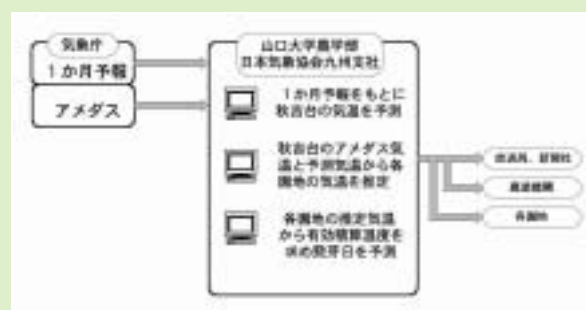 気象庁
1か月予報
アメダス
山口大学農学部
日本気象協会九州支社
1か月予報をもとに
秋吉台の気温を予測
秋吉台のアメダス気
温と予測気温から各
園地の気温を推定
各園地の推定気温
から有効積算温度を
求め発芽日を予測
各園地